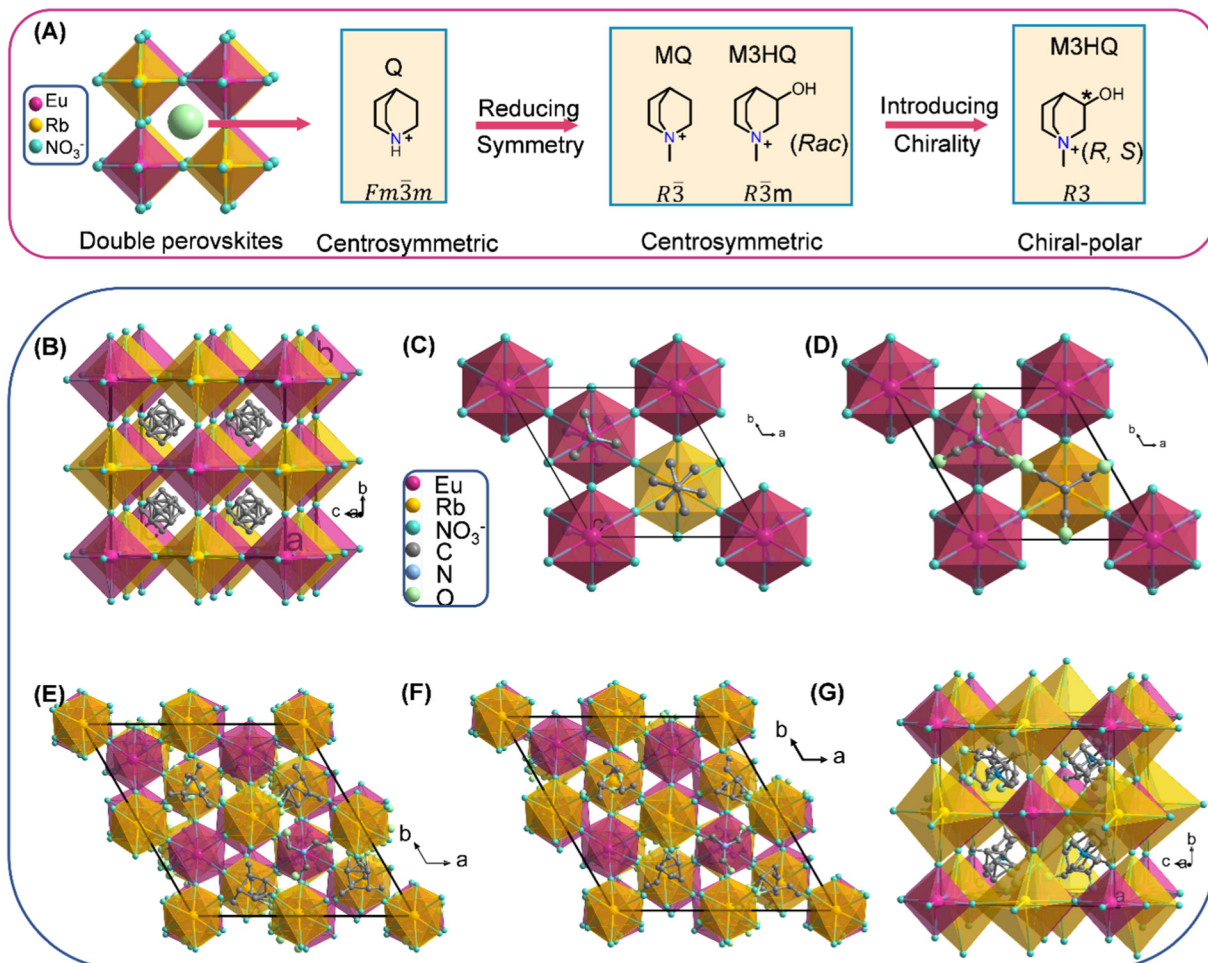 (A)
Eu
Rb
NO₃⁻
Double perovskites
Q
N⁺
H
Fm3̅m
Centrosymmetric
Reducing
Symmetry
MQ
N⁺
R3̅
M3HQ
OH
N⁺
(Rac)
R3̅m
Centrosymmetric
Introducing
Chirality
M3HQ
*
OH
N⁺(R, S)
R3
Chiral-polar
(B)
b
a
b
c a
(C)
c
b
a
(D)
b
a
Eu
Rb
NO₃⁻
C
N
O
(E)
b
a
(F)
b
a
(G)
b
c a
a